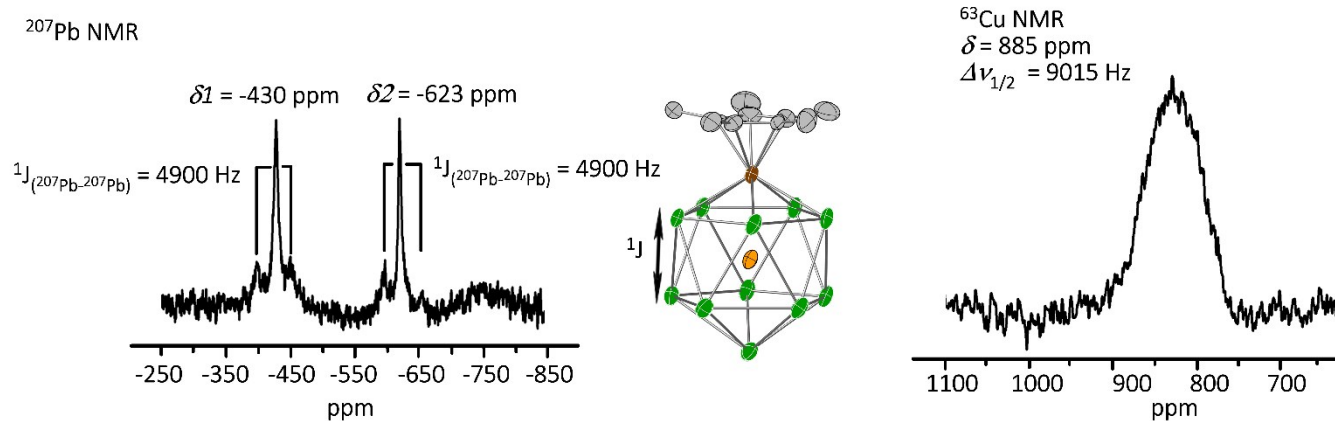 ²⁰⁷Pb NMR
δ1 = -430 ppm
δ2 = -623 ppm
¹J(²⁰⁷Pb-²⁰⁷Pb) = 4900 Hz
¹J(²⁰⁷Pb-²⁰⁷Pb) = 4900 Hz
-250 -350 -450 -550 -650 -750 -850
ppm
¹J
⁶³Cu NMR
δ = 885 ppm
Δν1/2 = 9015 Hz
1100 1000 900 800 700
ppm